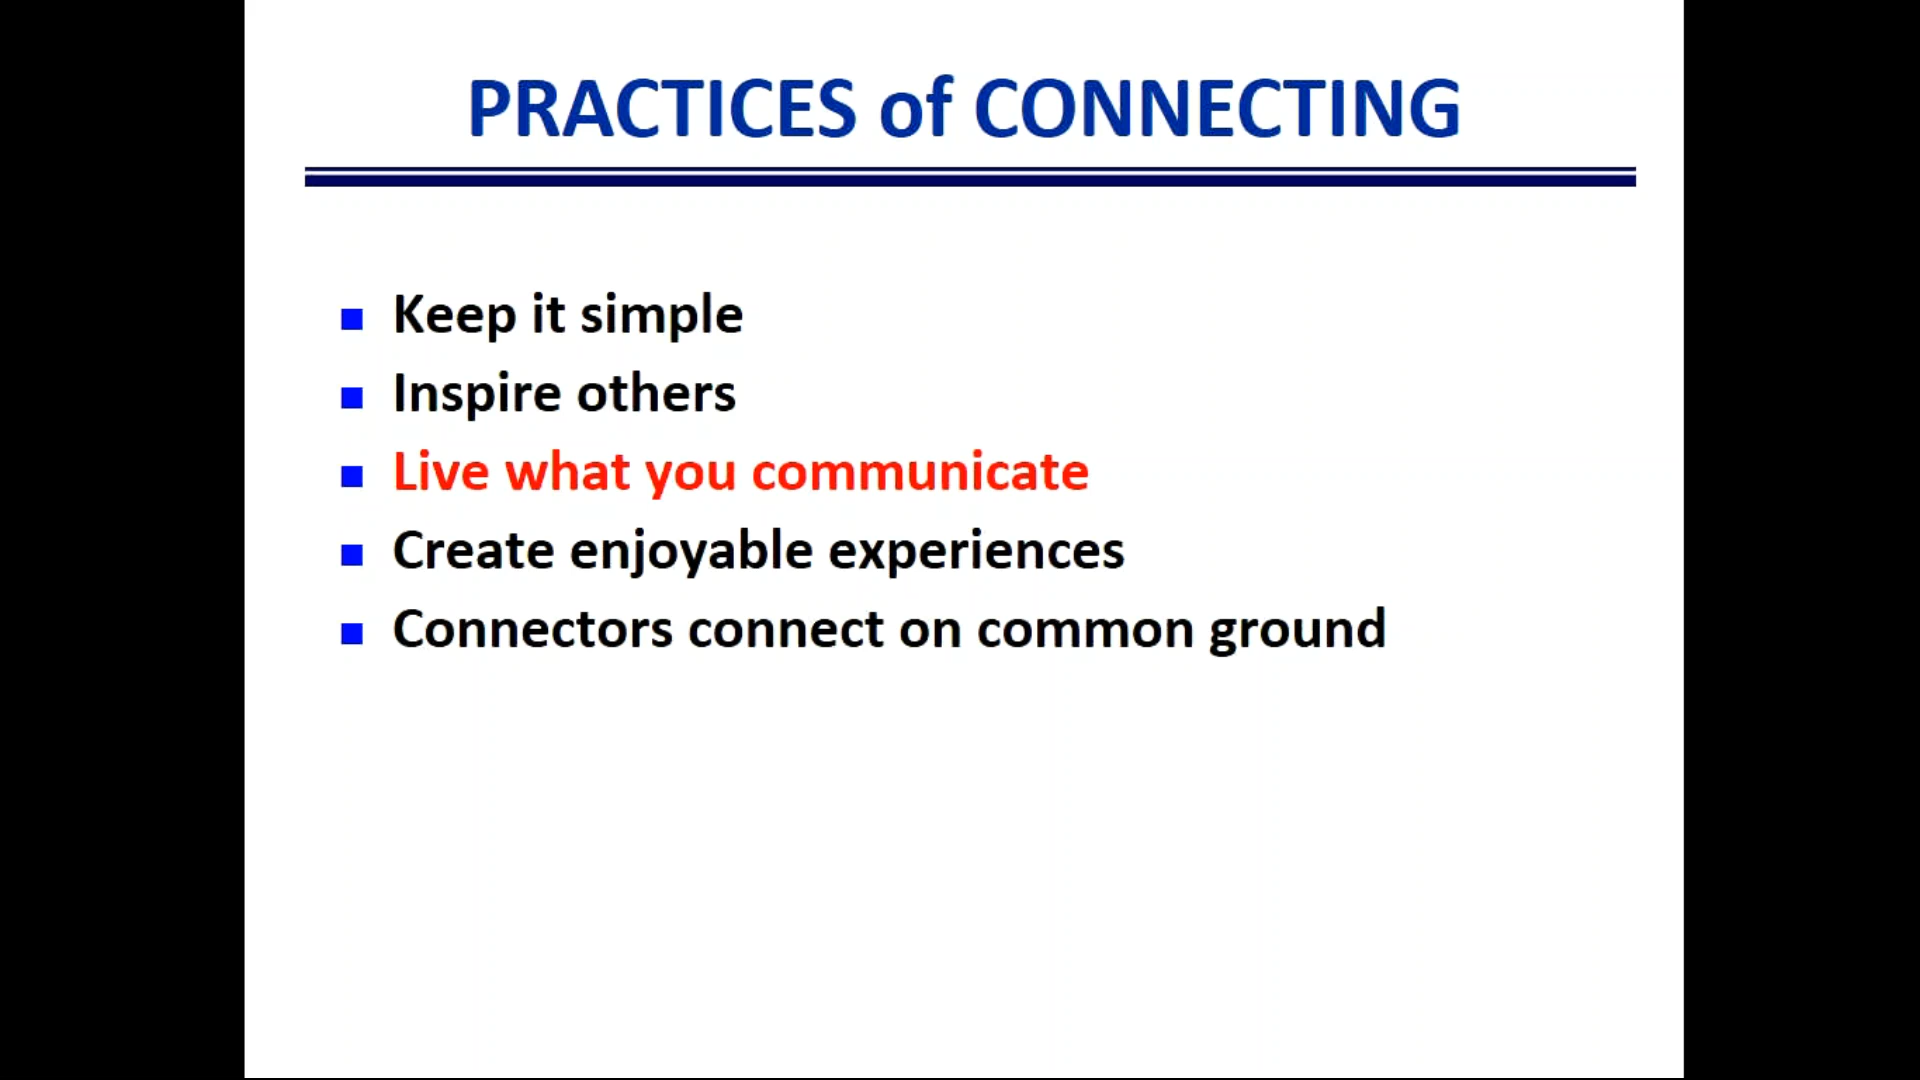 PRACTICES of CONNECTING
Keep it simple
Inspire others
Live what you communicate
Create enjoyable experiences
Connectors connect on common ground